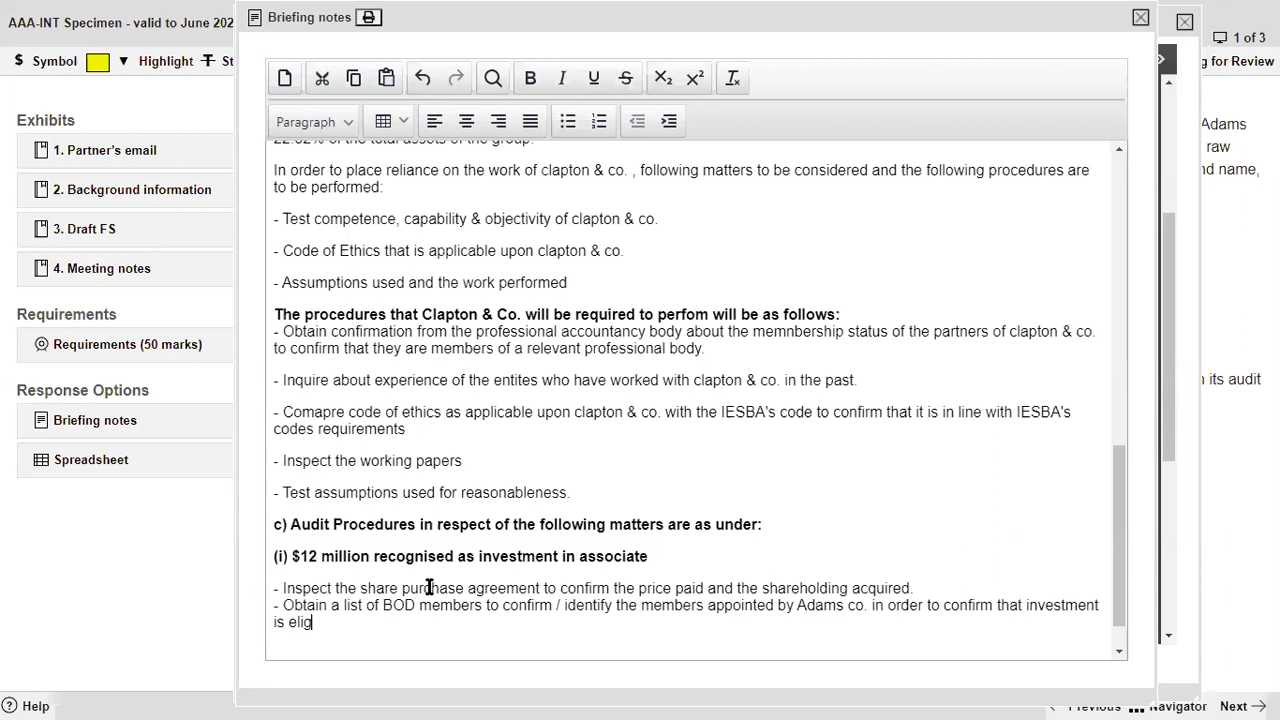 AAA-INT Specimen - valid to June 202
Briefing notes
1 of 3
$ Symbol Highlight St
g for Review
Paragraph
B I U S X₂ X² Tx
Exhibits
1. Partner's email
2. Background information
3. Draft FS
4. Meeting notes
Requirements
Requirements (50 marks)
Response Options
Briefing notes
Spreadsheet
Help
of the total assets of the group.
In order to place reliance on the work of clapton & co. , following matters to be considered and the following procedures are
to be performed:
- Test competence, capability & objectivity of clapton & co.
- Code of Ethics that is applicable upon clapton & co.
- Assumptions used and the work performed
The procedures that Clapton & Co. will be required to perfom will be as follows:
- Obtain confirmation from the professional accountancy body about the memnbership status of the partners of clapton & co.
to confirm that they are members of a relevant professional body.
- Inquire about experience of the entites who have worked with clapton & co. in the past.
- Comapre code of ethics as applicable upon clapton & co. with the IESBA's code to confirm that it is in line with IESBA's
codes requirements
- Inspect the working papers
- Test assumptions used for reasonableness.
c) Audit Procedures in respect of the following matters are as under:
(i) $12 million recognised as investment in associate
- Inspect the share purchase agreement to confirm the price paid and the shareholding acquired.
- Obtain a list of BOD members to confirm / identify the members appointed by Adams co. in order to confirm that investment
is elig
Adams
raw
nd name,
n its audit
Previous Navigator Next